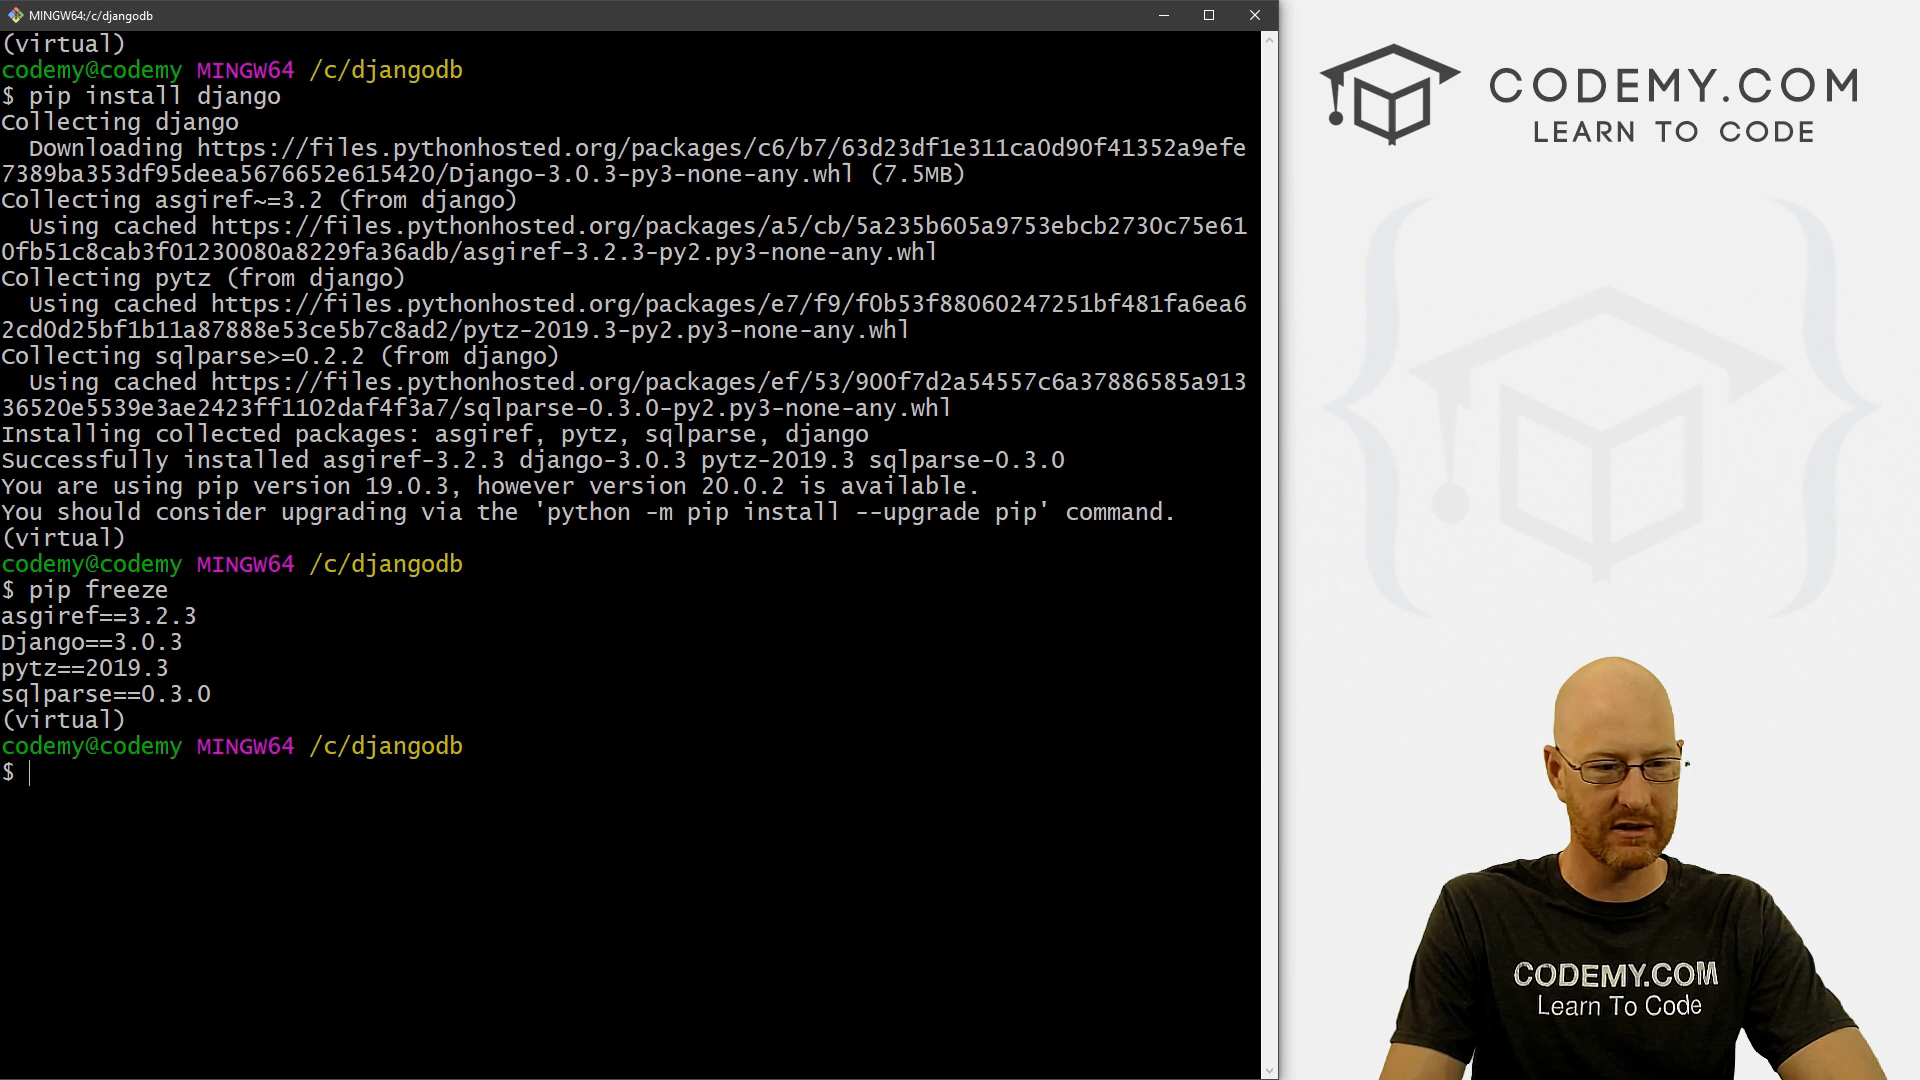 MINGW64:/c/djangodb
(virtual)
codemy@codemy MINGW64 /c/djangodb
$ pip install django
Collecting django
  Downloading https://files.pythonhosted.org/packages/c6/b7/63d23df1e311ca0d90f41352a9efe
7389ba353df95deea5676652e615420/Django-3.0.3-py3-none-any.whl (7.5MB)
Collecting asgiref~=3.2 (from django)
  Using cached https://files.pythonhosted.org/packages/a5/cb/5a235b605a9753ebcb2730c75e61
0fb51c8cab3f01230080a8229fa36adb/asgiref-3.2.3-py2.py3-none-any.whl
Collecting pytz (from django)
  Using cached https://files.pythonhosted.org/packages/e7/f9/f0b53f88060247251bf481fa6ea6
2cd0d25bf1b11a87888e53ce5b7c8ad2/pytz-2019.3-py2.py3-none-any.whl
Collecting sqlparse>=0.2.2 (from django)
  Using cached https://files.pythonhosted.org/packages/ef/53/900f7d2a54557c6a37886585a913
36520e5539e3ae2423ff1102daf4f3a7/sqlparse-0.3.0-py2.py3-none-any.whl
Installing collected packages: asgiref, pytz, sqlparse, django
Successfully installed asgiref-3.2.3 django-3.0.3 pytz-2019.3 sqlparse-0.3.0
You are using pip version 19.0.3, however version 20.0.2 is available.
You should consider upgrading via the 'python -m pip install --upgrade pip' command.
(virtual)
codemy@codemy MINGW64 /c/djangodb
$ pip freeze
asgiref==3.2.3
Django==3.0.3
pytz==2019.3
sqlparse==0.3.0
(virtual)
codemy@codemy MINGW64 /c/djangodb
$
CODEMY.COM
LEARN TO CODE
CODEMY.COM
Learn To Code